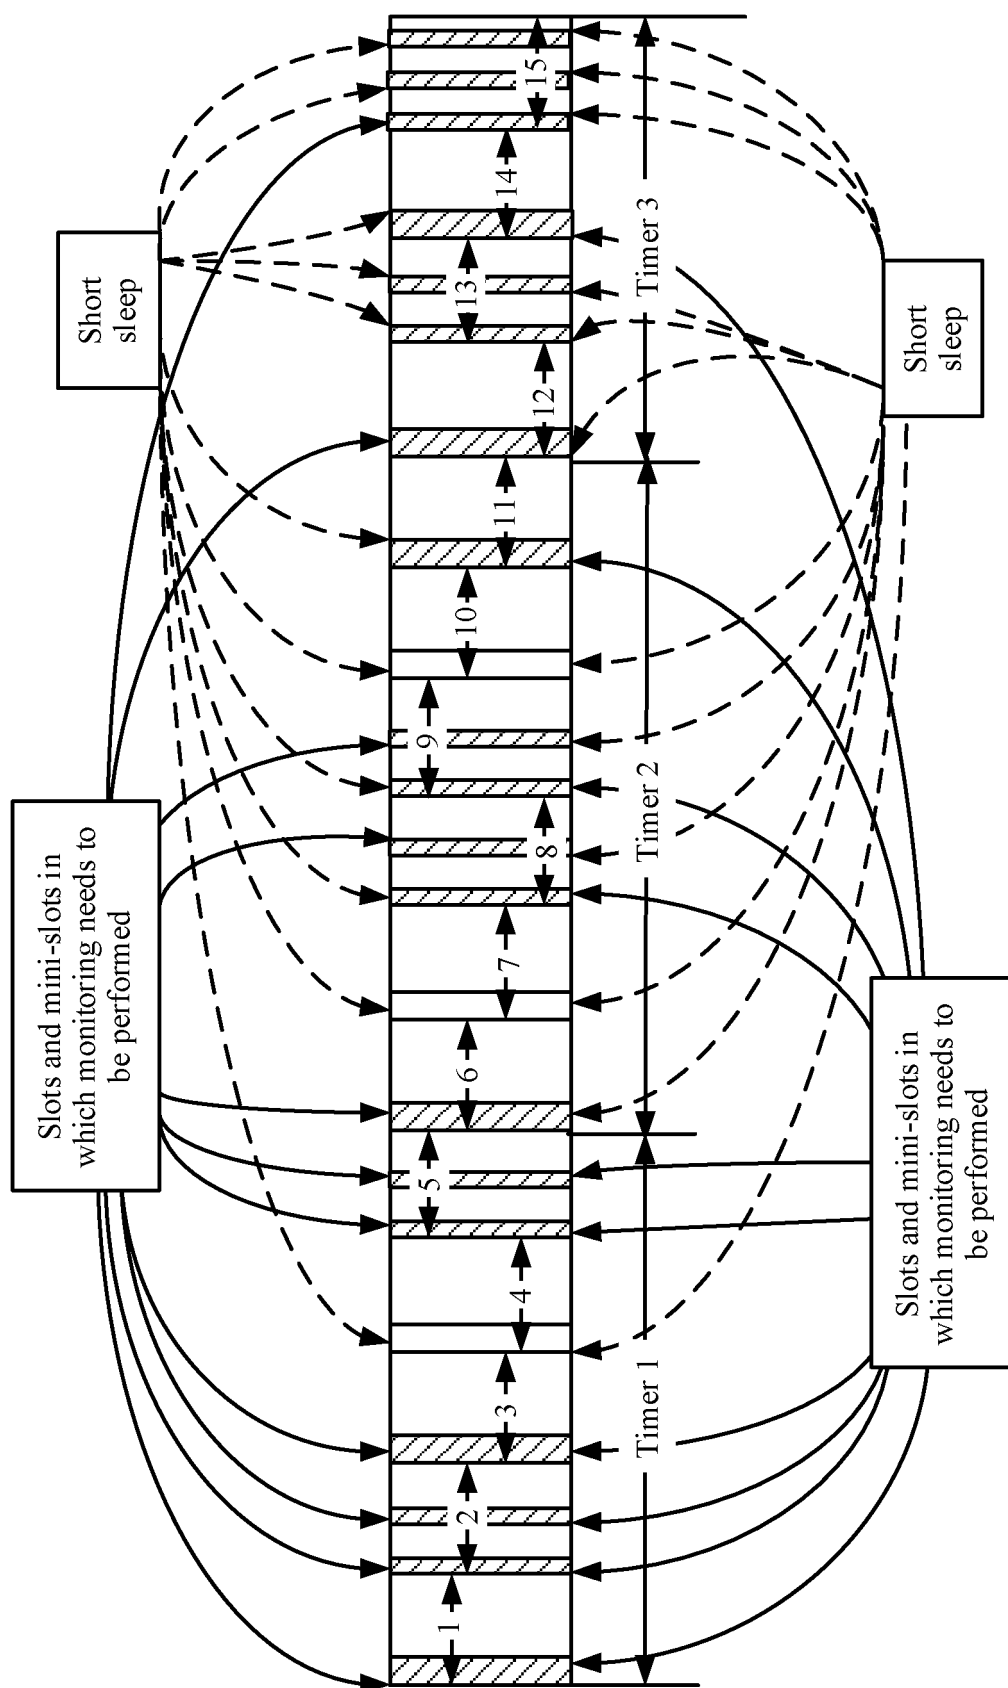 Slots and mini-slots in
which monitoring needs to
be performed
Short
sleep
1
2
3
4
5
6
7
8
9
10
11
12
13
14
15
Timer 1
Timer 2
Timer 3
Slots and mini-slots in
which monitoring needs to
be performed
Short
sleep